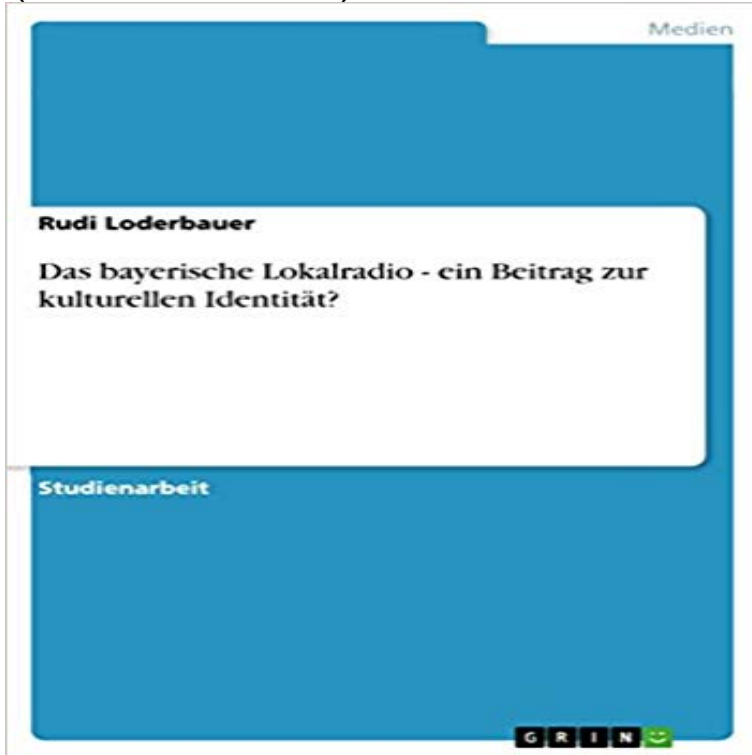 Medien
Rudi Loderbauer
Das bayerische Lokalradio - ein Beitrag zur
kulturellen Identität?
Studienarbeit
GRIN